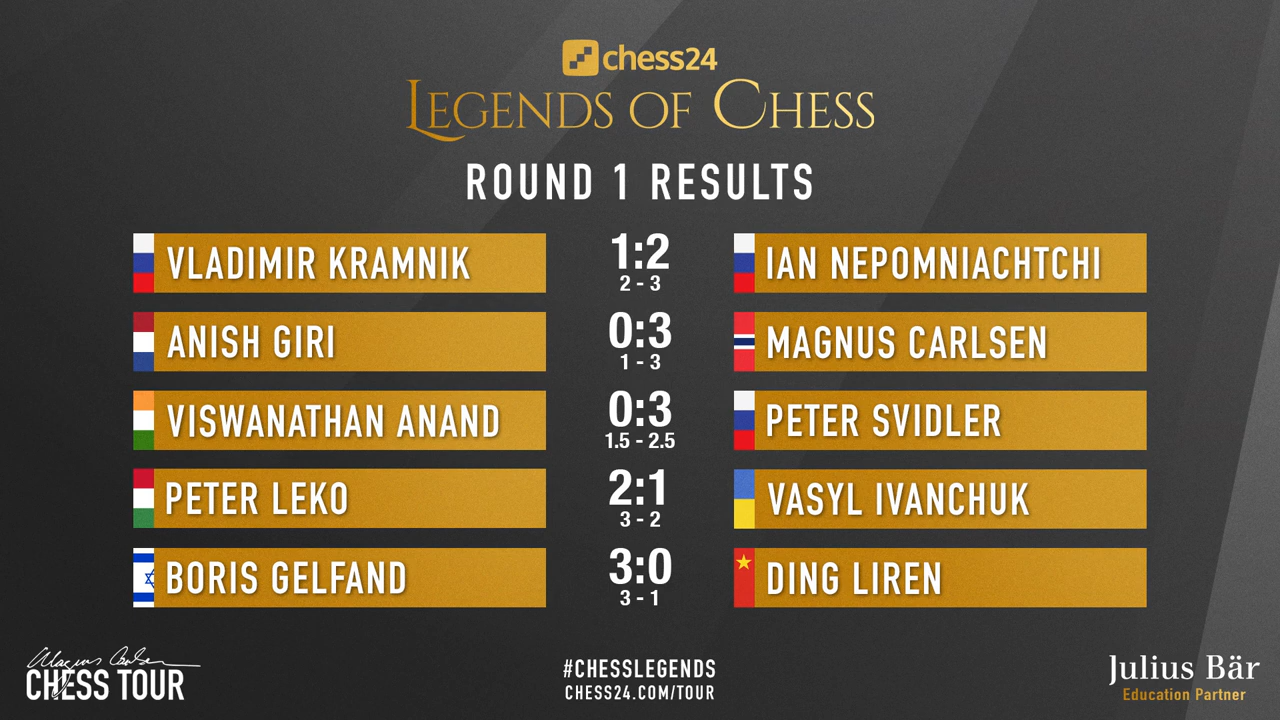 chess24
LEGENDS OF CHESS
ROUND 1 RESULTS
VLADIMIR KRAMNIK 1:2 IAN NEPOMNIACHTCHI
2 - 3
ANISH GIRI 0:3 MAGNUS CARLSEN
1 - 3
VISWANATHAN ANAND 0:3 PETER SVIDLER
1.5 - 2.5
PETER LEKO 2:1 VASYL IVANCHUK
3 - 2
BORIS GELFAND 3:0 DING LIREN
3 - 1
Magnus Carlsen
CHESS TOUR
#CHESSLEGENDS
CHESS24.COM/TOUR
Julius Bär
Education Partner